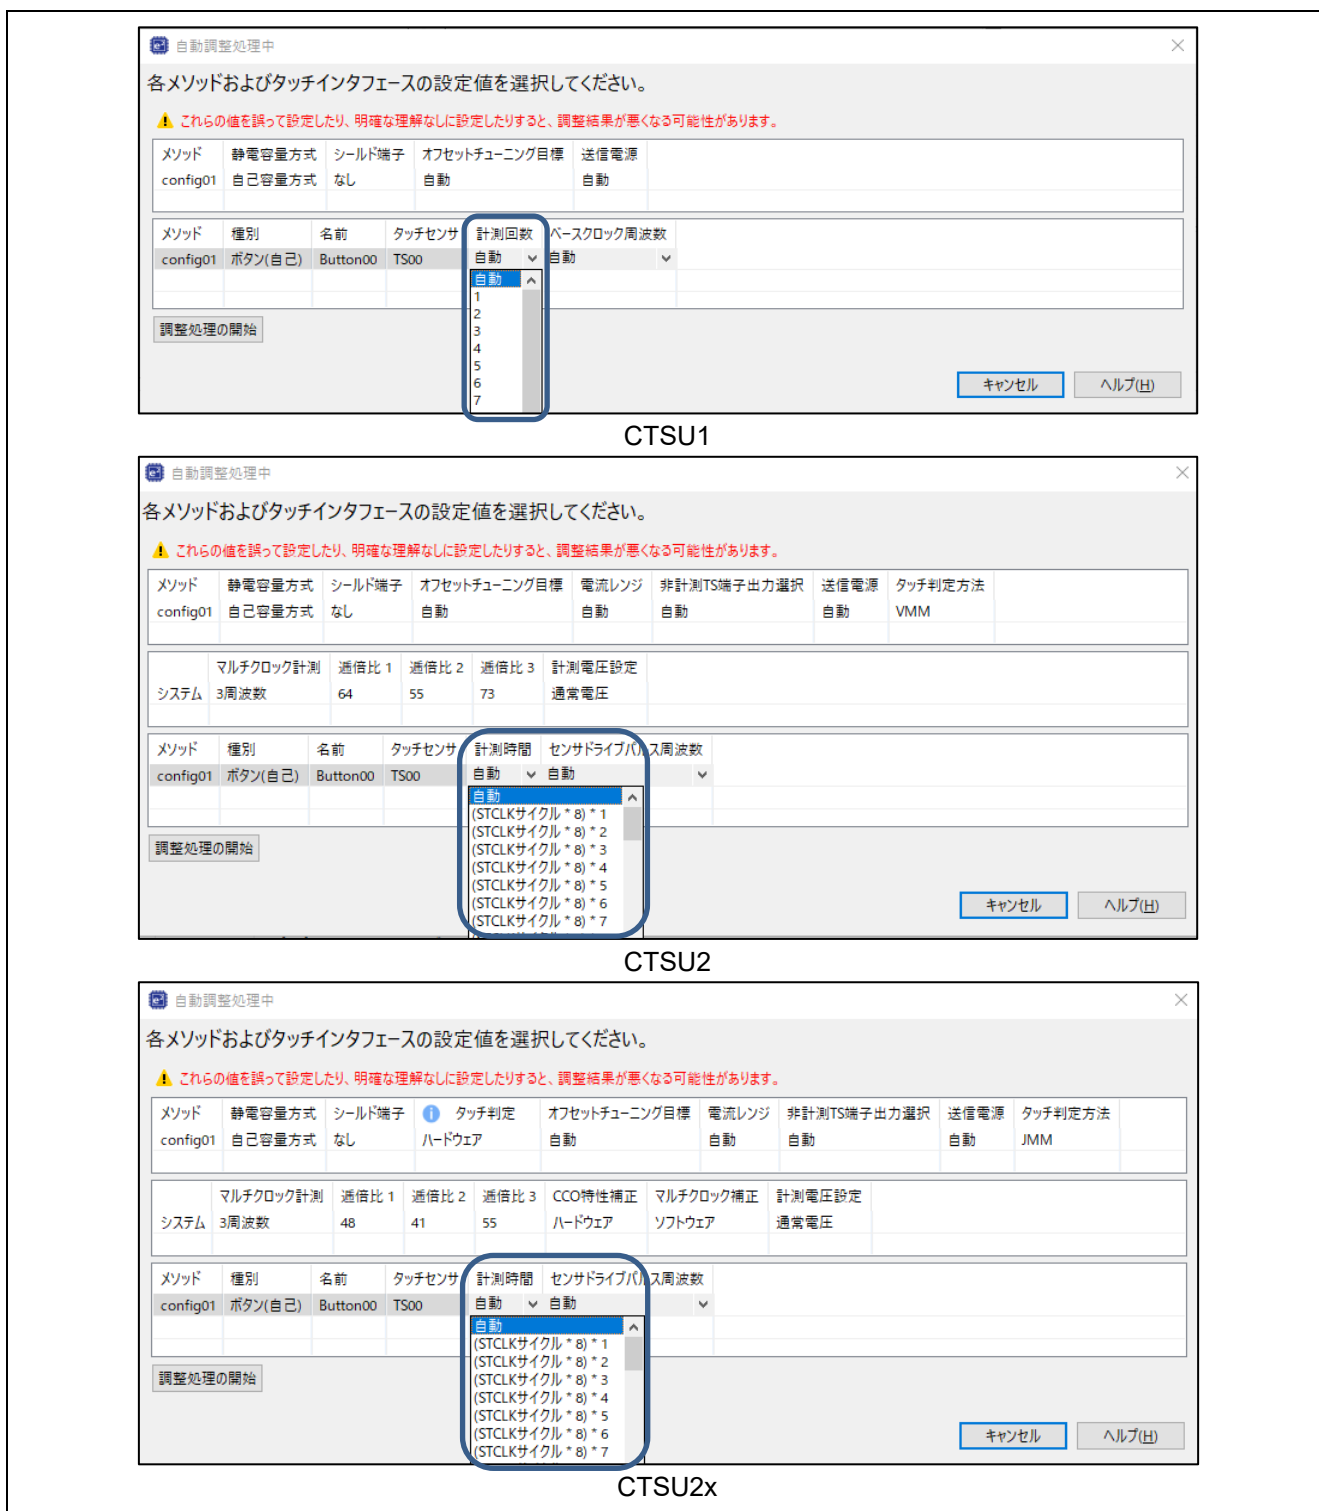 自動調整処理中
各メソッドおよびタッチインタフェースの設定値を選択してください。
これらの値を誤って設定したり、明確な理解なしに設定したりすると、調整結果が悪くなる可能性があります。
メソッド 静電容量方式 シールド端子 オフセットチューニング目標 送信電源
config01 自己容量方式 なし 自動 自動
メソッド 種別 名前 タッチセンサ 計測回数 ベースクロック周波数
config01 ボタン(自己) Button00 TS00 自動 自動
自動
1
2
3
4
5
6
7
調整処理の開始
キャンセル ヘルプ(H)
CTSU1
自動調整処理中
各メソッドおよびタッチインタフェースの設定値を選択してください。
これらの値を誤って設定したり、明確な理解なしに設定したりすると、調整結果が悪くなる可能性があります。
メソッド 静電容量方式 シールド端子 オフセットチューニング目標 電流レンジ 非計測TS端子出力選択 送信電源 タッチ判定方法
config01 自己容量方式 なし 自動 自動 自動 自動 VMM
マルチクロック計測 逓倍比 1 逓倍比 2 逓倍比 3 計測電圧設定
システム 3周波数 64 55 73 通常電圧
メソッド 種別 名前 タッチセンサ 計測時間 センサドライブパルス周波数
config01 ボタン(自己) Button00 TS00 自動 自動
自動
(STCLKサイクル * 8) * 1
(STCLKサイクル * 8) * 2
(STCLKサイクル * 8) * 3
(STCLKサイクル * 8) * 4
(STCLKサイクル * 8) * 5
(STCLKサイクル * 8) * 6
(STCLKサイクル * 8) * 7
調整処理の開始
キャンセル ヘルプ(H)
CTSU2
自動調整処理中
各メソッドおよびタッチインタフェースの設定値を選択してください。
これらの値を誤って設定したり、明確な理解なしに設定したりすると、調整結果が悪くなる可能性があります。
メソッド 静電容量方式 シールド端子 タッチ判定 オフセットチューニング目標 電流レンジ 非計測TS端子出力選択 送信電源 タッチ判定方法
config01 自己容量方式 なし ハードウェア 自動 自動 自動 自動 JMM
マルチクロック計測 逓倍比 1 逓倍比 2 逓倍比 3 CCO特性補正 マルチクロック補正 計測電圧設定
システム 3周波数 48 41 55 ハードウェア ソフトウェア 通常電圧
メソッド 種別 名前 タッチセンサ 計測時間 センサドライブパルス周波数
config01 ボタン(自己) Button00 TS00 自動 自動
自動
(STCLKサイクル * 8) * 1
(STCLKサイクル * 8) * 2
(STCLKサイクル * 8) * 3
(STCLKサイクル * 8) * 4
(STCLKサイクル * 8) * 5
(STCLKサイクル * 8) * 6
(STCLKサイクル * 8) * 7
調整処理の開始
キャンセル ヘルプ(H)
CTSU2x